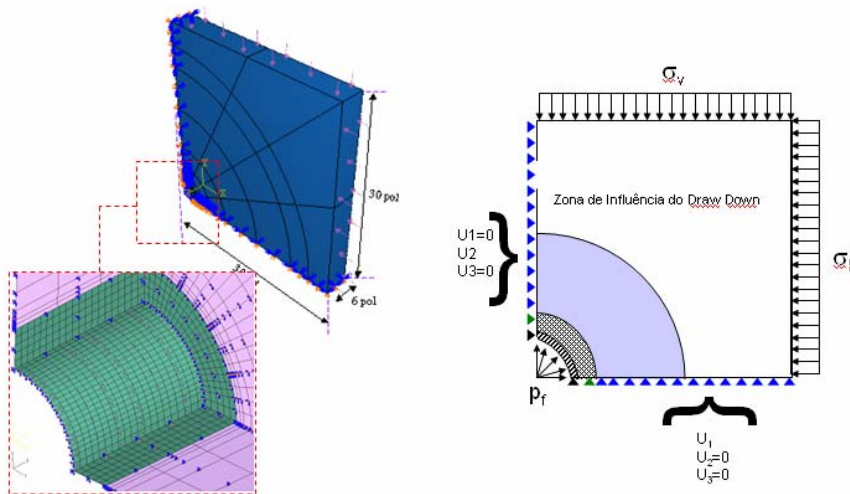 30 pol
6 pol
σv
Zona de Influência do Draw Down
U1=0
U2
U3=0
pf
U1
U2=0
U3=0